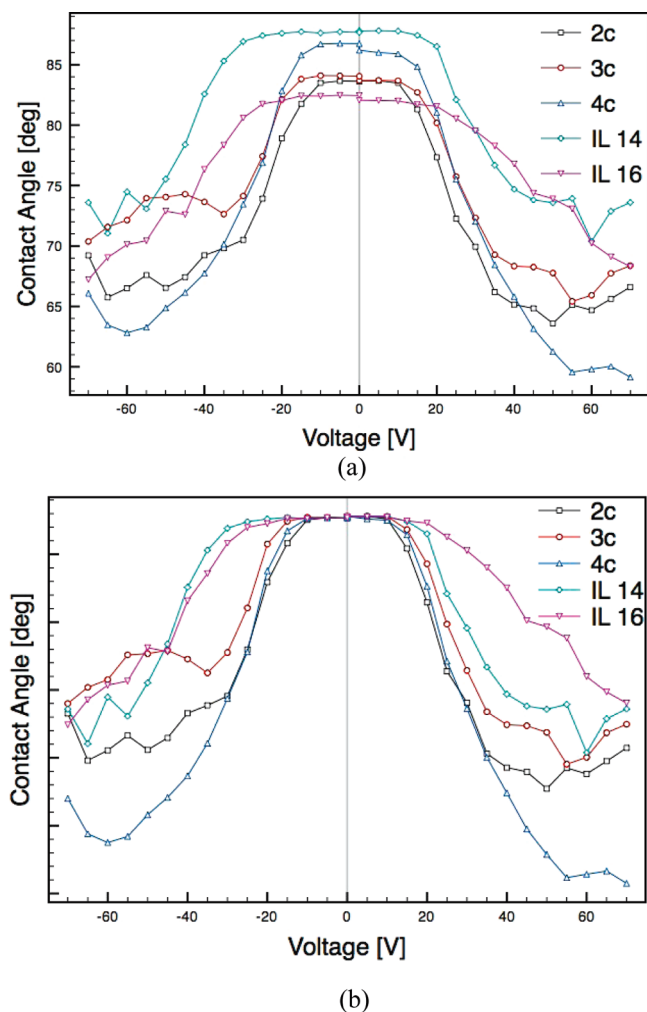 2c
3c
4c
IL 14
IL 16
85
80
75
70
65
60
Contact Angle [deg]
-60
-40
-20
0
20
40
60
Voltage [V]
(a)
2c
3c
4c
IL 14
IL 16
Contact Angle [deg]
-60
-40
-20
0
20
40
60
Voltage [V]
(b)